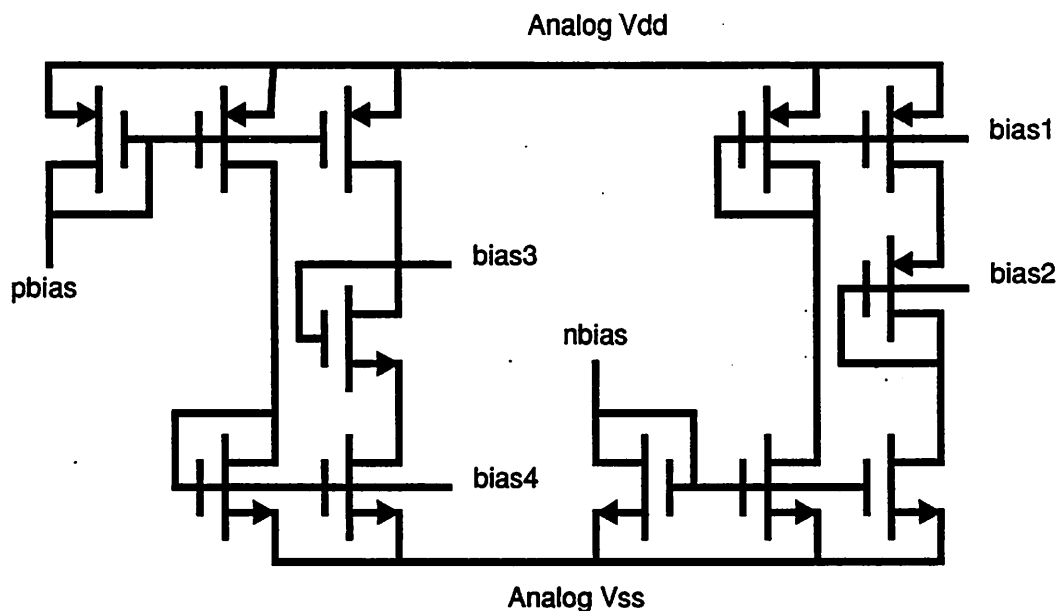 Analog Vdd
bias1
bias3
bias2
pbias
nbias
bias4
Analog Vss